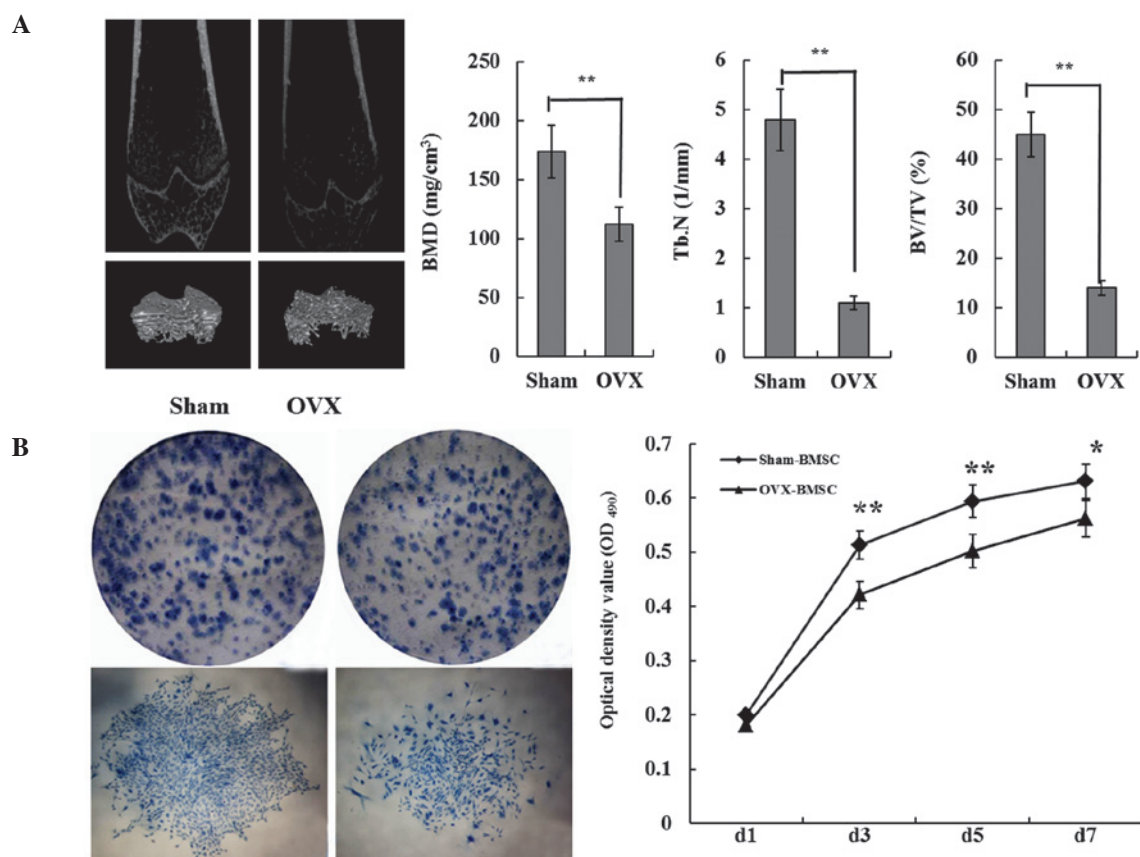 A
BMD (mg/cm³)
250
200
150
100
50
0
**
Sham OVX
Tb.N (1/mm)
7
6
5
4
3
2
1
0
**
Sham OVX
BV/TV (%)
60
50
40
30
20
10
0
**
Sham OVX
Sham OVX
B
Optical density value (OD 490)
0.7
0.6
0.5
0.4
0.3
0.2
0.1
0
Sham-BMSC
OVX-BMSC
**
**
*
d1 d3 d5 d7